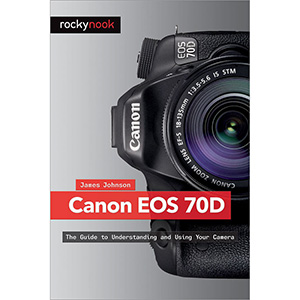 rockynook
EOS
70D
Canon
CANON ZOOM LENS EF-S 18-135mm 1:3.5-5.6 IS STM
James Johnson
Canon EOS 70D
The Guide to Understanding and Using Your Camera